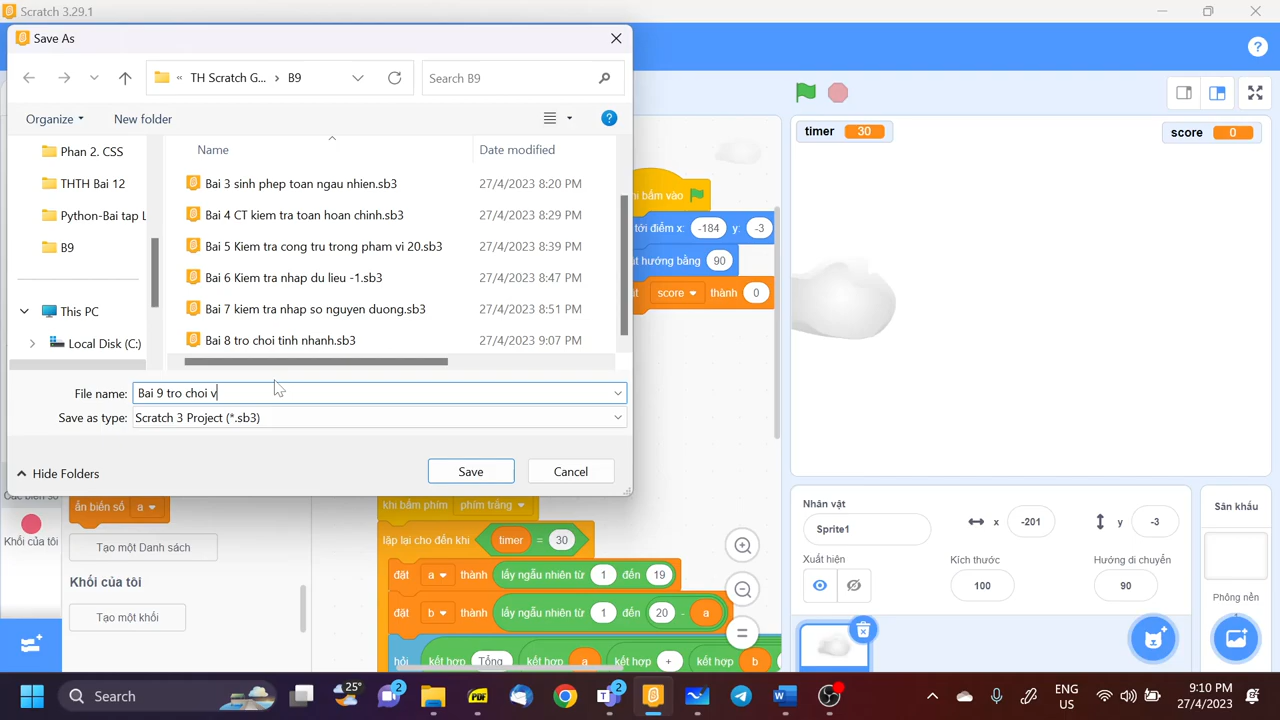 Scratch 3.29.1
Save As
« TH Scratch G... › B9
Search B9
Organize
New folder
Phan 2. CSS
THTH Bai 12
Python-Bai tap L
B9
This PC
Local Disk (C:)
Name
Date modified
Bai 3 sinh phep toan ngau nhien.sb3 27/4/2023 8:20 PM
Bai 4 CT kiem tra toan hoan chinh.sb3 27/4/2023 8:29 PM
Bai 5 Kiem tra cong tru trong pham vi 20.sb3 27/4/2023 8:39 PM
Bai 6 Kiem tra nhap du lieu -1.sb3 27/4/2023 8:47 PM
Bai 7 kiem tra nhap so nguyen duong.sb3 27/4/2023 8:51 PM
Bai 8 tro choi tinh nhanh.sb3 27/4/2023 9:07 PM
File name: Bai 9 tro choi v
Save as type: Scratch 3 Project (*.sb3)
Hide Folders
Save
Cancel
timer 30
score 0
hi bấm vào
tới điểm x: -184 y: -3
t hướng bằng 90
t score thành 0
ẩn biến số a
Khối của tôi
Tạo một Danh sách
Khối của tôi
Tạo một khối
khi bấm phím phím trắng
lặp lại cho đến khi timer = 30
đặt a thành lấy ngẫu nhiên từ 1 đến 19
đặt b thành lấy ngẫu nhiên từ 1 đến 20 - a
hỏi kết hợp Tổng kết hợp a kết hợp + kết hợp b
Nhân vật
Sprite1
x -201
y -3
Xuất hiện
Kích thước
100
Hướng di chuyển
90
Sân khấu
Phông nền
Search
25°
2
2
ENG
US
9:10 PM
27/4/2023